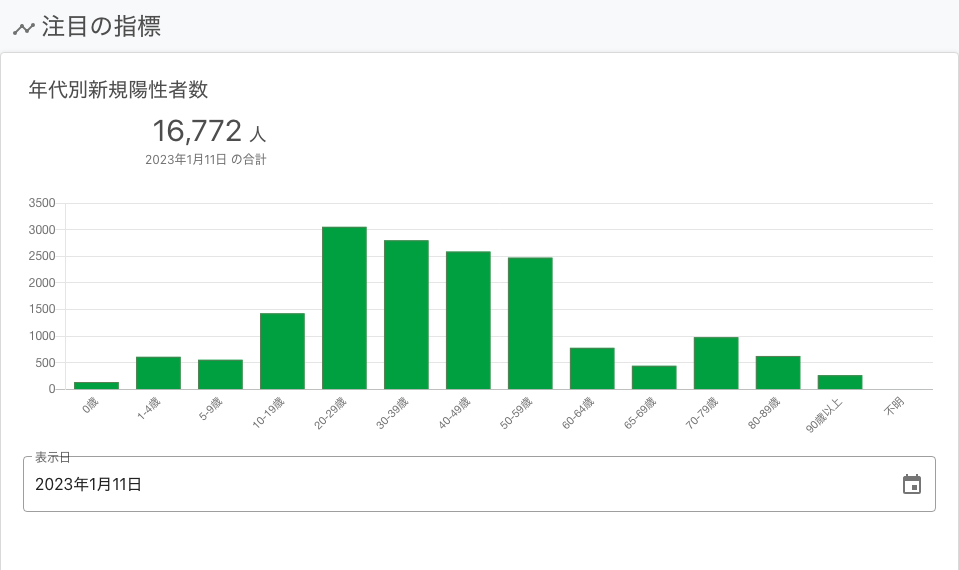 注目の指標
年代別新規陽性者数
16,772 人
2023年1月11日 の合計
3500
3000
2500
2000
1500
1000
500
0
0歳 1-4歳 5-9歳 10-19歳 20-29歳 30-39歳 40-49歳 50-59歳 60-64歳 65-69歳 70-79歳 80-89歳 90歳以上 不明
表示日
2023年1月11日